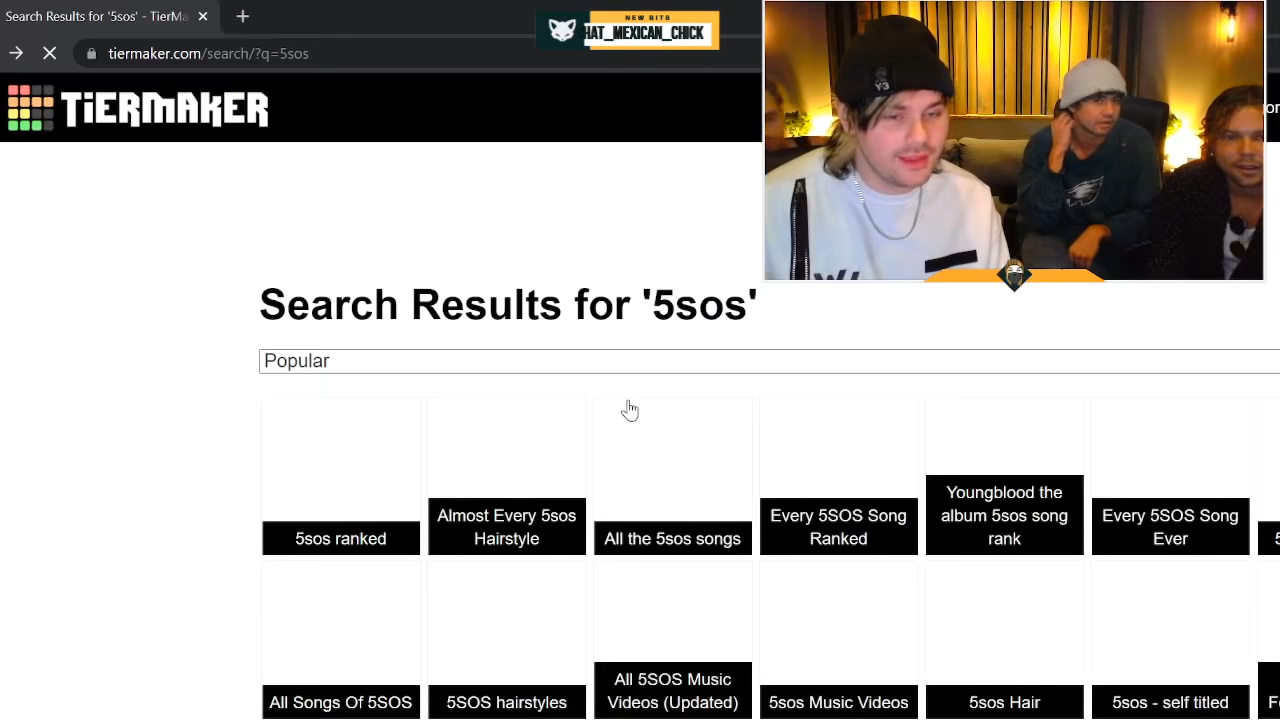 Search Results for '5sos' - TierMa
NEW BITS
HAT_MEXICAN_CHICK
tiermaker.com/search/?q=5sos
TiERMAKER
Y3
Search Results for '5sos'
Popular
5sos ranked
Almost Every 5sos
Hairstyle
All the 5sos songs
Every 5SOS Song
Ranked
Youngblood the
album 5sos song
rank
Every 5SOS Song
Ever
All Songs Of 5SOS
5SOS hairstyles
All 5SOS Music
Videos (Updated)
5sos Music Videos
5sos Hair
5sos - self titled